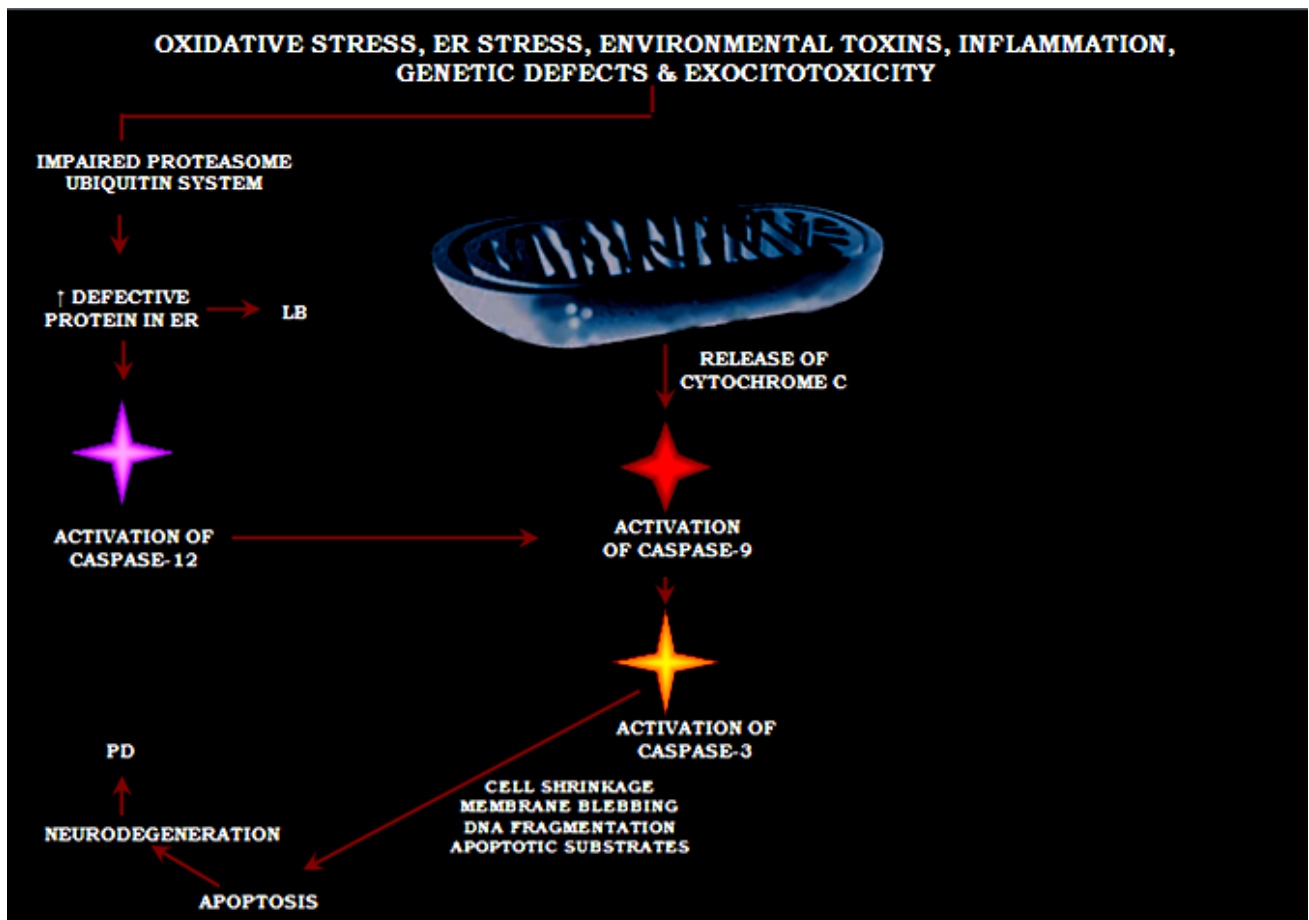 OXIDATIVE STRESS, ER STRESS, ENVIRONMENTAL TOXINS, INFLAMMATION,
GENETIC DEFECTS & EXOCITOTOXICITY
IMPAIRED PROTEASOME
UBIQUITIN SYSTEM
↑ DEFECTIVE
PROTEIN IN ER
LB
RELEASE OF
CYTOCHROME C
ACTIVATION OF
CASPASE-12
ACTIVATION
OF CASPASE-9
ACTIVATION OF
CASPASE-3
CELL SHRINKAGE
MEMBRANE BLEBBING
DNA FRAGMENTATION
APOPTOTIC SUBSTRATES
APOPTOSIS
NEURODEGENERATION
PD